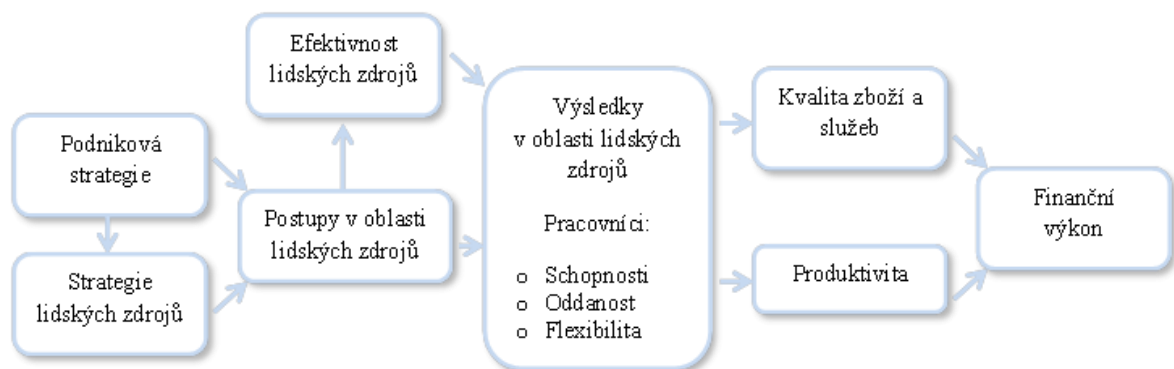 Podniková
strategie
Strategie
lidských zdrojů
Efektivnost
lidských zdrojů
Postupy v oblasti
lidských zdrojů
Výsledky
v oblasti lidských
zdrojů
Pracovníci:
o Schopnosti
o Oddanost
o Flexibilita
Kvalita zboží a
služeb
Produktivita
Finanční
výkon